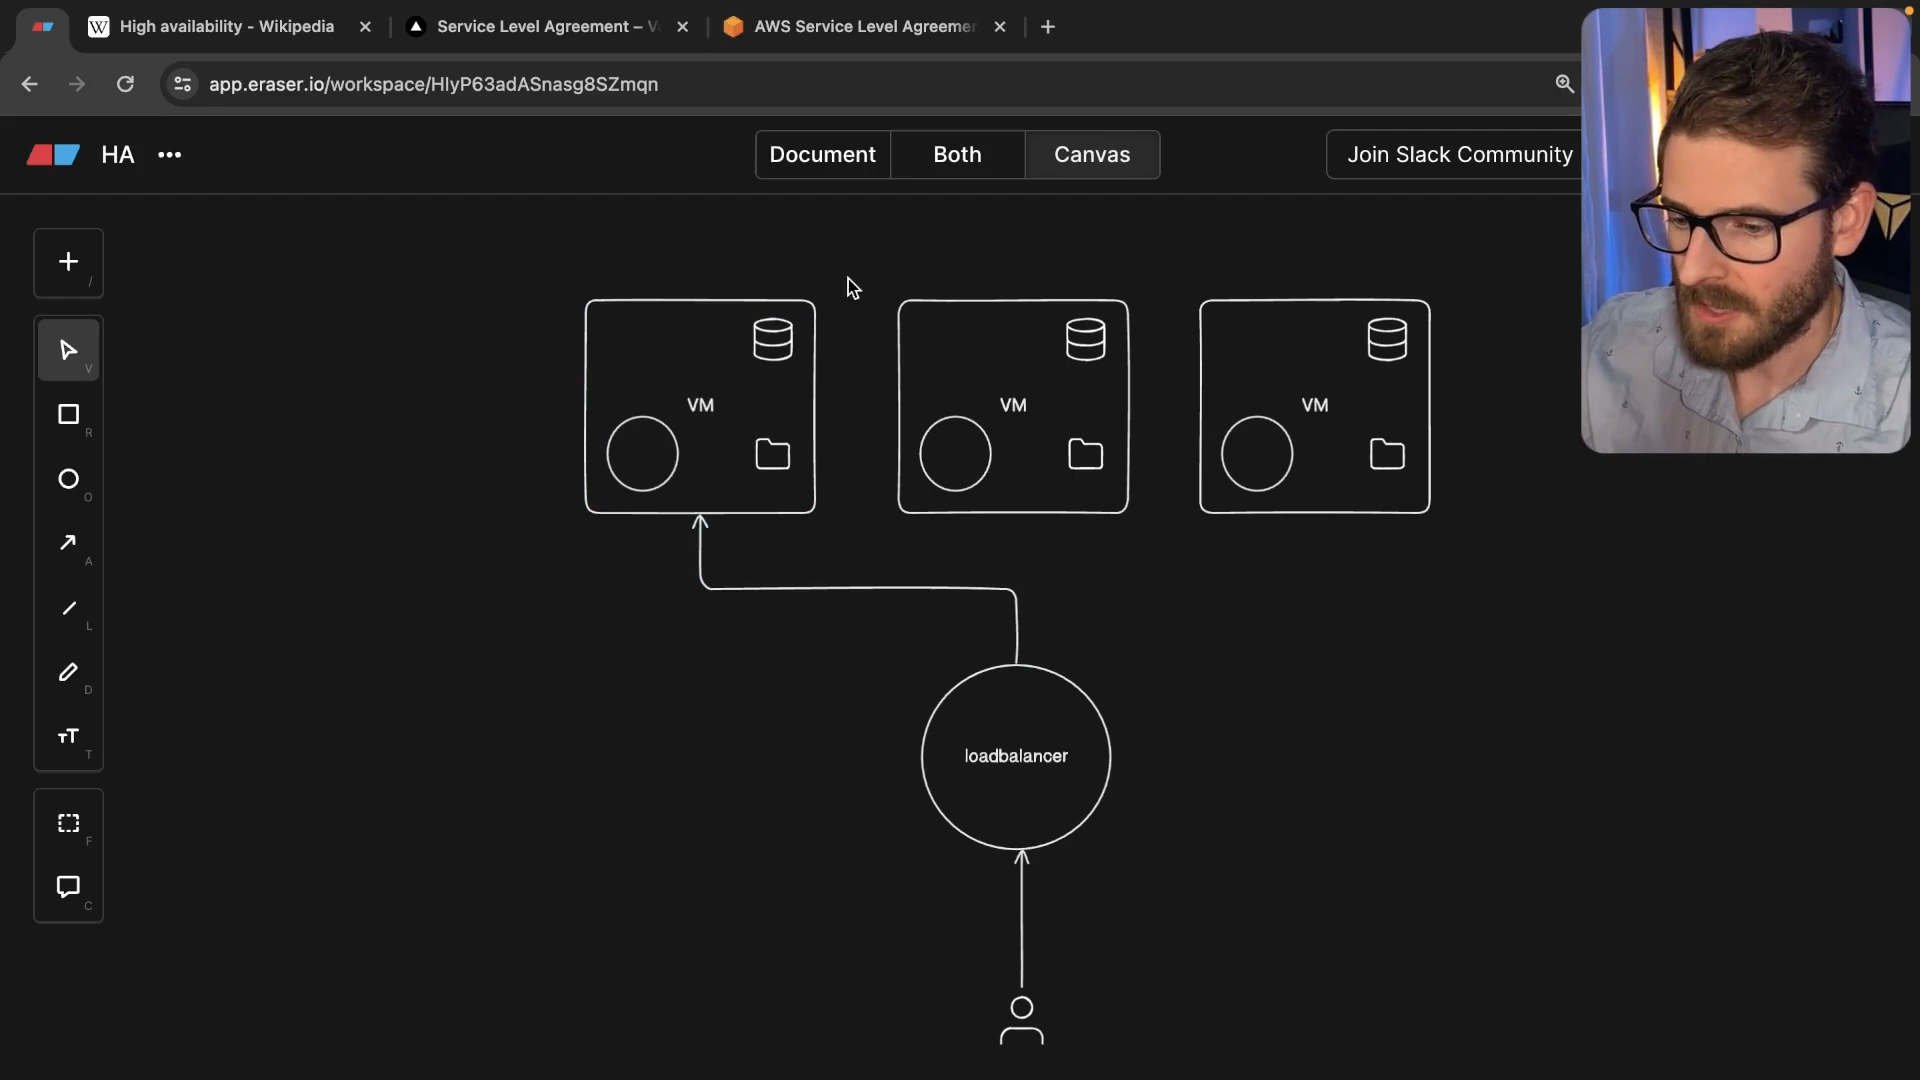 High availability - Wikipedia
Service Level Agreement – V
AWS Service Level Agreemen
app.eraser.io/workspace/HlyP63adASnasg8SZmqn
HA
Document
Both
Canvas
Join Slack Community
/
V
R
O
A
L
D
T
F
C
VM
VM
VM
loadbalancer